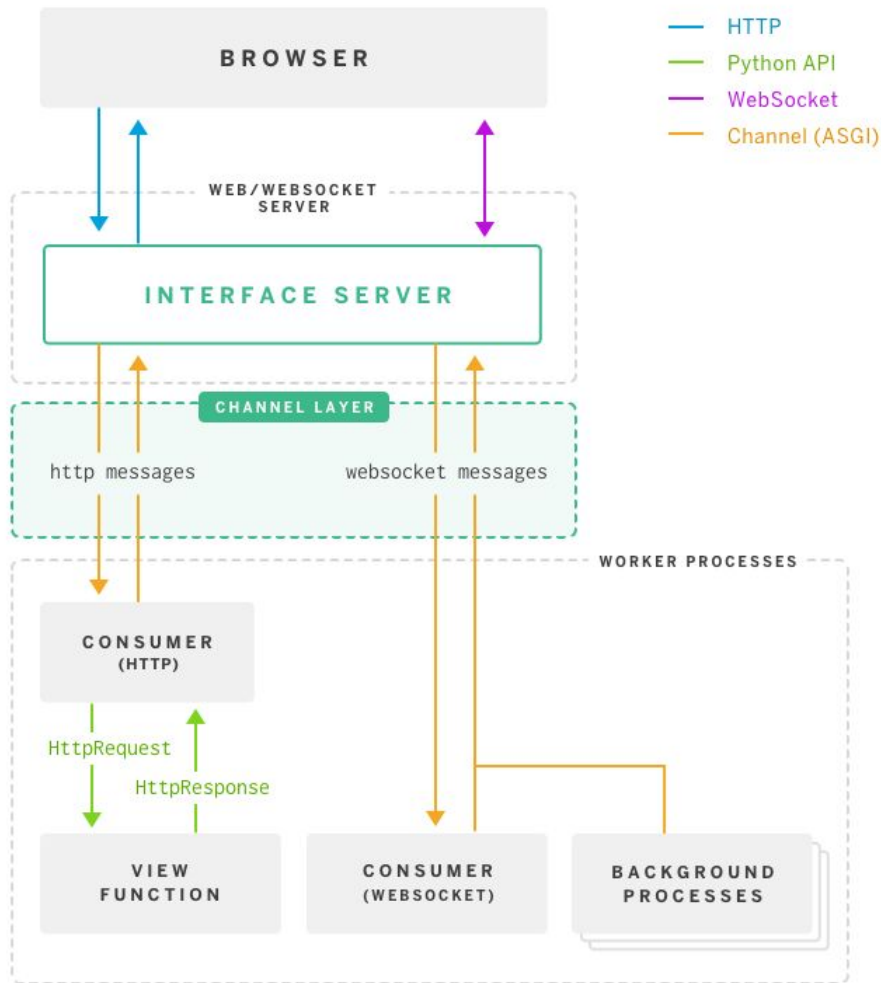 BROWSER
HTTP
Python API
WebSocket
Channel (ASGI)
WEB/WEBSOCKET
SERVER
INTERFACE SERVER
CHANNEL LAYER
http messages
websocket messages
WORKER PROCESSES
CONSUMER
(HTTP)
HttpRequest
HttpResponse
VIEW
FUNCTION
CONSUMER
(WEBSOCKET)
BACKGROUND
PROCESSES